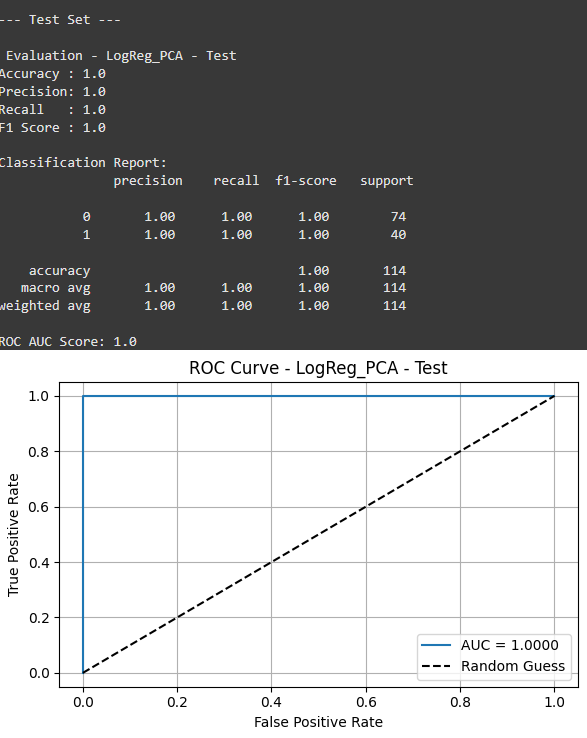 --- Test Set ---
Evaluation - LogReg_PCA - Test
Accuracy : 1.0
Precision: 1.0
Recall   : 1.0
F1 Score : 1.0
Classification Report:
precision    recall  f1-score   support
0       1.00      1.00      1.00        74
1       1.00      1.00      1.00        40
accuracy                           1.00       114
macro avg       1.00      1.00      1.00       114
weighted avg       1.00      1.00      1.00       114
ROC AUC Score: 1.0
ROC Curve - LogReg_PCA - Test
1.0
0.8
0.6
0.4
0.2
0.0
True Positive Rate
AUC = 1.0000
Random Guess
0.0 0.2 0.4 0.6 0.8 1.0
False Positive Rate